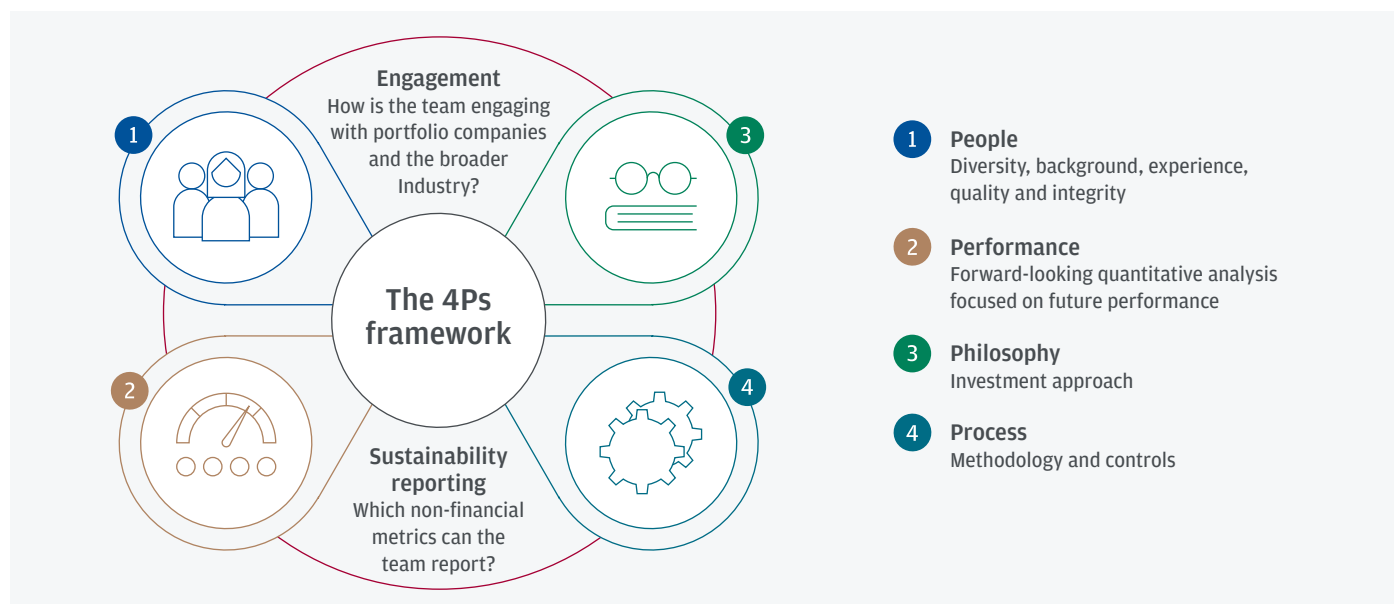 Engagement
How is the team engaging
with portfolio companies
and the broader
Industry?
1
3
The 4Ps
framework
2
4
Sustainability
reporting
Which non-financial
metrics can the
team report?
1
People
Diversity, background, experience,
quality and integrity
2
Performance
Forward-looking quantitative analysis
focused on future performance
3
Philosophy
Investment approach
4
Process
Methodology and controls